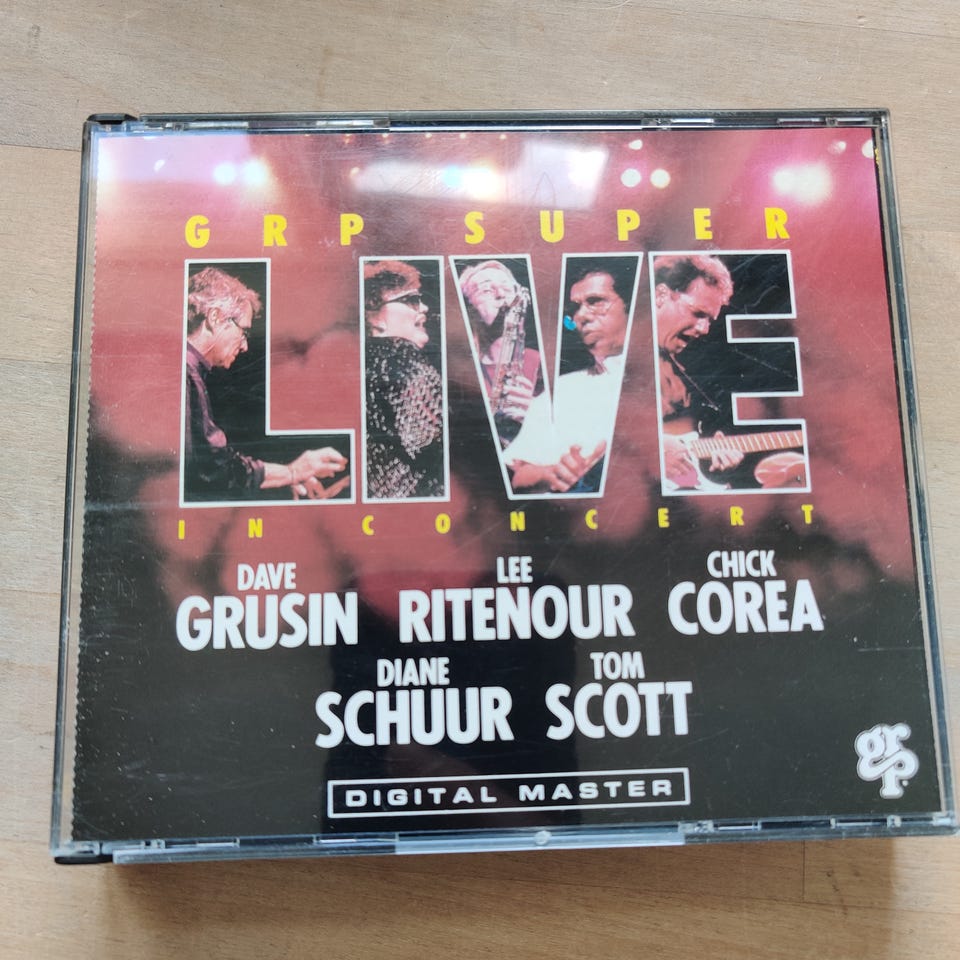 GRP SUPER
LIVE
IN CONCERT
DAVE LEE CHICK
GRUSIN RITENOUR COREA
DIANE TOM
SCHUUR SCOTT
grp
DIGITAL MASTER